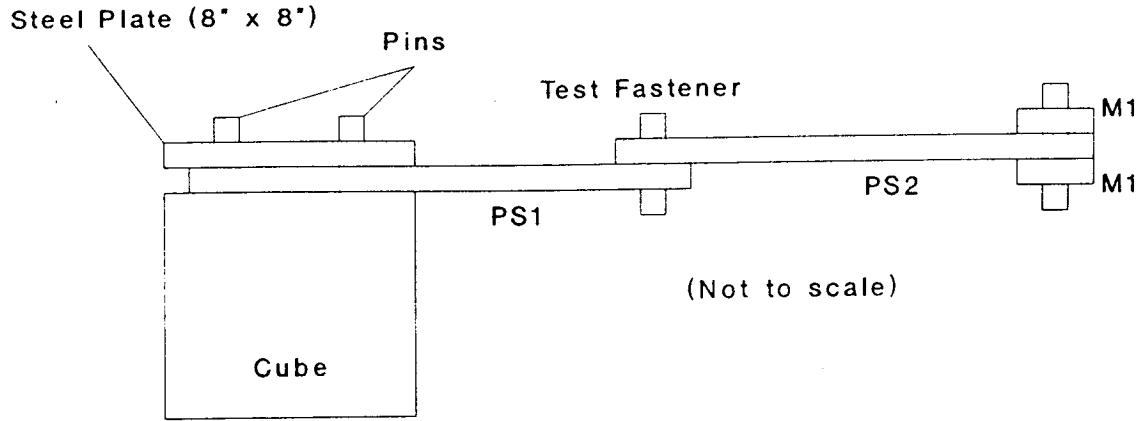 Steel Plate (8" x 8")
Pins
Test Fastener
M1
M1
PS2
PS1
(Not to scale)
Cube